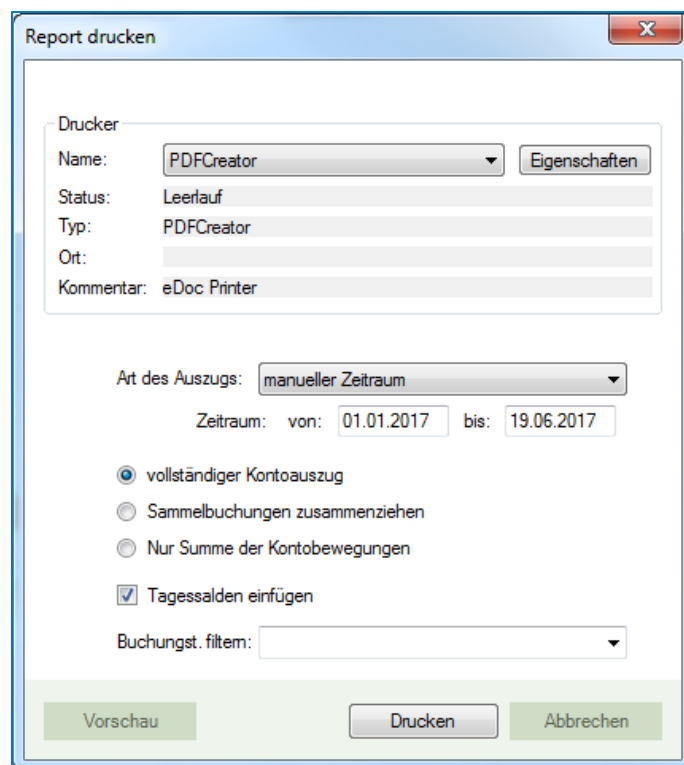 Report drucken
Drucker
Name: PDFCreator Eigenschaften
Status: Leerlauf
Typ: PDFCreator
Ort:
Kommentar: eDoc Printer
Art des Auszugs: manueller Zeitraum
Zeitraum: von: 01.01.2017 bis: 19.06.2017
vollständiger Kontoauszug
Sammelbuchungen zusammenziehen
Nur Summe der Kontobewegungen
Tagessalden einfügen
Buchungst. filtern:
Vorschau Drucken Abbrechen